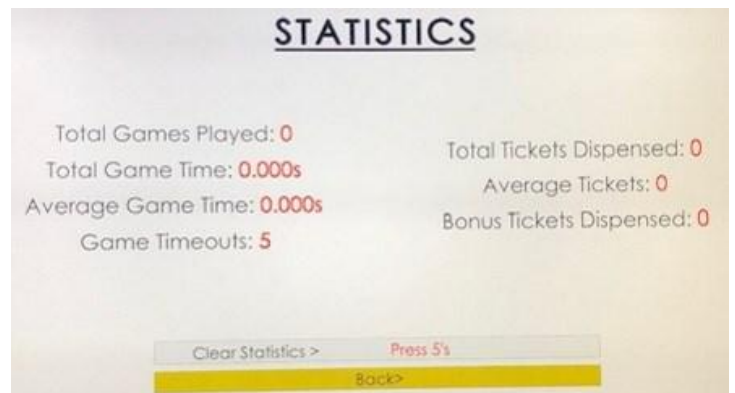 STATISTICS
Total Games Played: 0
Total Game Time: 0.000s
Average Game Time: 0.000s
Game Timeouts: 5
Total Tickets Dispensed: 0
Average Tickets: 0
Bonus Tickets Dispensed: 0
Clear Statistics > Press 5's
Back>